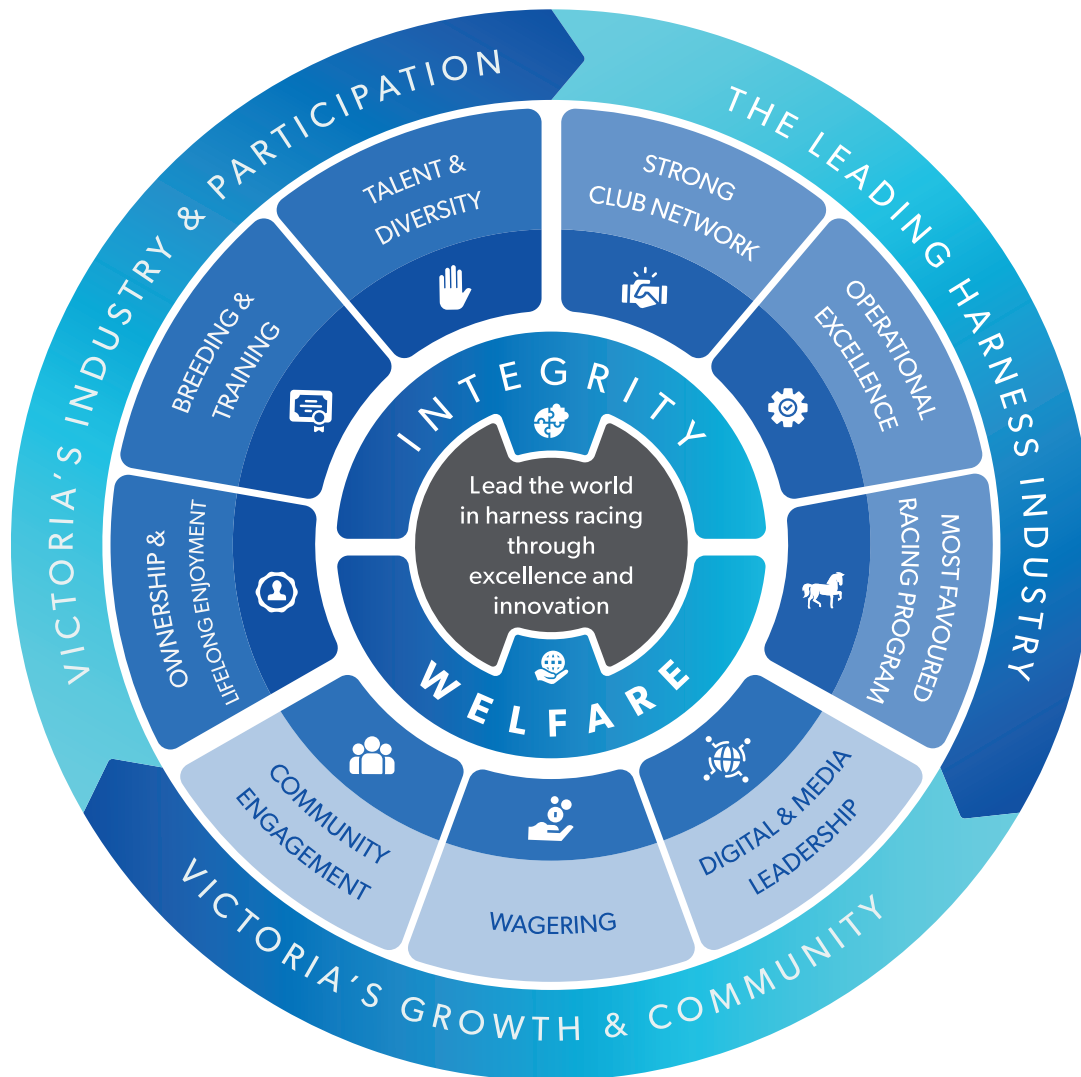 VICTORIA'S INDUSTRY & PARTICIPATION
THE LEADING HARNESS INDUSTRY
VICTORIA'S GROWTH & COMMUNITY
TALENT &
DIVERSITY
STRONG
CLUB NETWORK
OPERATIONAL
EXCELLENCE
MOST FAVOURED
RACING PROGRAM
DIGITAL & MEDIA
LEADERSHIP
WAGERING
COMMUNITY
ENGAGEMENT
OWNERSHIP &
LIFELONG ENJOYMENT
BREEDING &
TRAINING
INTEGRITY
Lead the world
in harness racing
through
excellence and
innovation
WELFARE